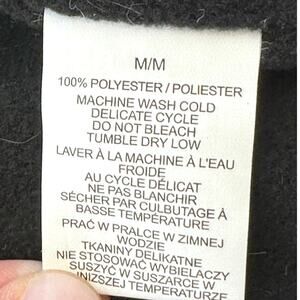 M/M
100% POLYESTER / POLIESTER
MACHINE WASH COLD
DELICATE CYCLE
DO NOT BLEACH
TUMBLE DRY LOW
LAVER À LA MACHINE À L'EAU
FROIDE
AU CYCLE DÉLICAT
NE PAS BLANCHIR
SÉCHER PAR CULBUTAGE À
BASSE TEMPÉRATURE
PRAĆ W PRALCE W ZIMNEJ
WODZIE
TKANINY DELIKATNE
NIE STOSOWAĆ WYBIELACZY
SUSZYĆ W SUSZARCE W
NIŻSZEJ TEMPERATURZE